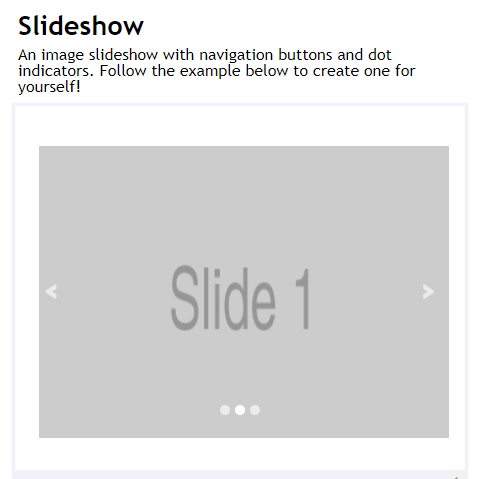 Slideshow
An image slideshow with navigation buttons and dot
indicators. Follow the example below to create one for
yourself!
< >
Slide 1